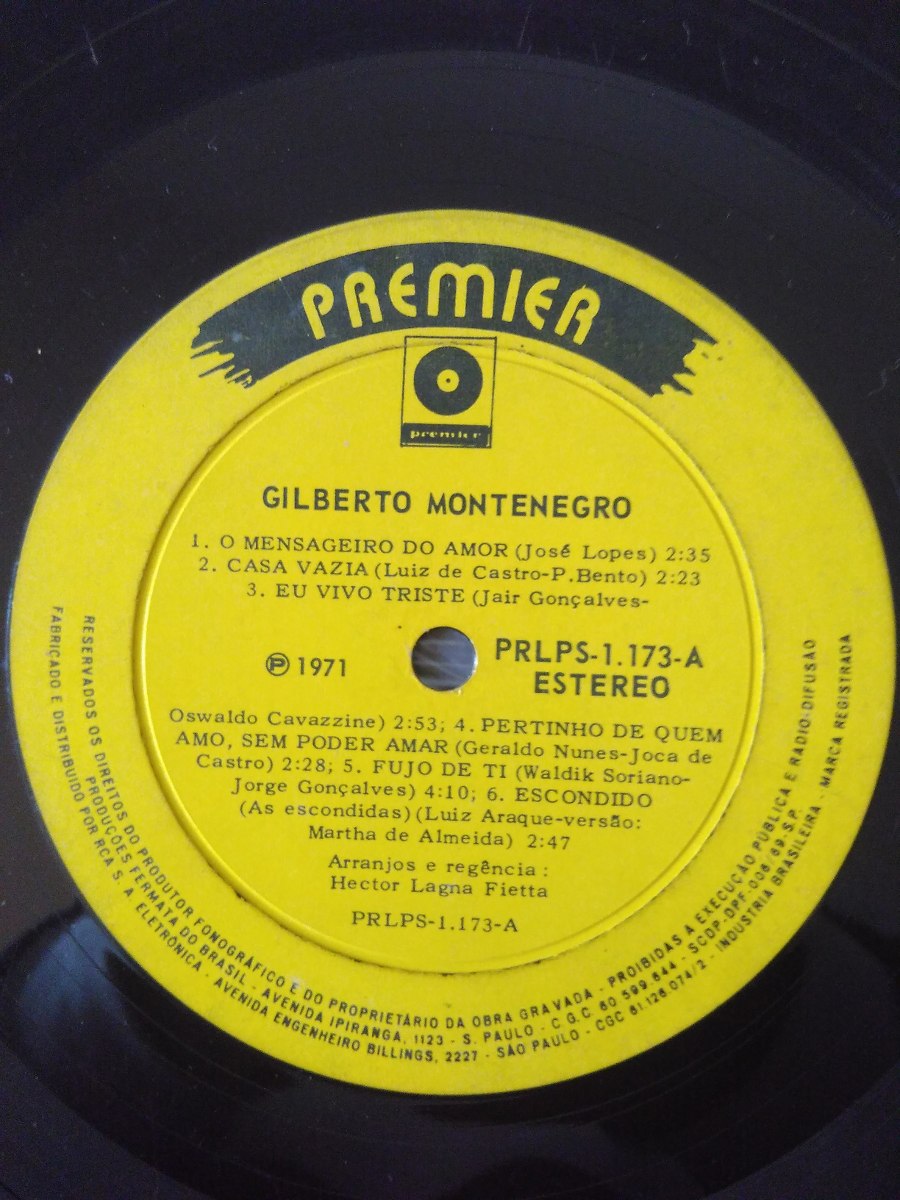 PREMIER
premier
GILBERTO MONTENEGRO
1. O MENSAGEIRO DO AMOR (José Lopes) 2:35
2. CASA VAZIA (Luiz de Castro-P. Bento) 2:23
3. EU VIVO TRISTE (Jair Gonçalves-
℗ 1971
PRLPS-1.173-A
ESTEREO
Oswaldo Cavazzine) 2:53; 4. PERTINHO DE QUEM
AMO, SEM PODER AMAR (Geraldo Nunes-Joca de
Castro) 2:28; 5. FUJO DE TI (Waldik Soriano-
Jorge Gonçalves) 4:10; 6. ESCONDIDO
(As escondidas) (Luiz Araque-versão:
Martha de Almeida) 2:47
Arranjos e regência:
Hector Lagna Fietta
PRLPS-1.173-A
RESERVADOS OS DIREITOS DO PRODUTOR FONOGRÁFICO E DO PROPRIETÁRIO DA OBRA GRAVADA - PROIBIDAS A EXECUÇÃO PÚBLICA E RADIO-DIFUSÃO
PRODUÇÕES FERMATA DO BRASIL - AVENIDA IPIRANGA, 1123 - S. PAULO - C G C 60 599.644 - SCDP-DPF-008/69-S.P.
FABRICADO E DISTRIBUIDO POR RCA S. A ELETRÔNICA - AVENIDA ENGENHEIRO BILLINGS, 2227 - SÃO PAULO - CGC 61.128 074/2 - INDUSTRIA BRASILEIRA - MARCA REGISTRADA